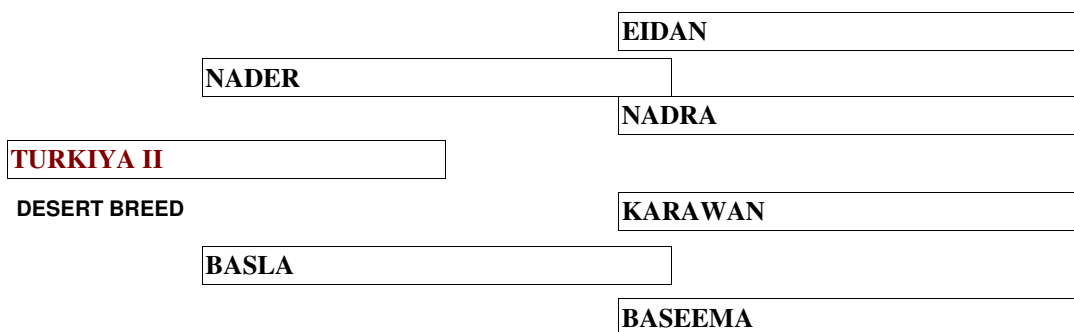 EIDAN
NADER
NADRA
TURKIYA II
DESERT BREED
KARAWAN
BASLA
BASEEMA